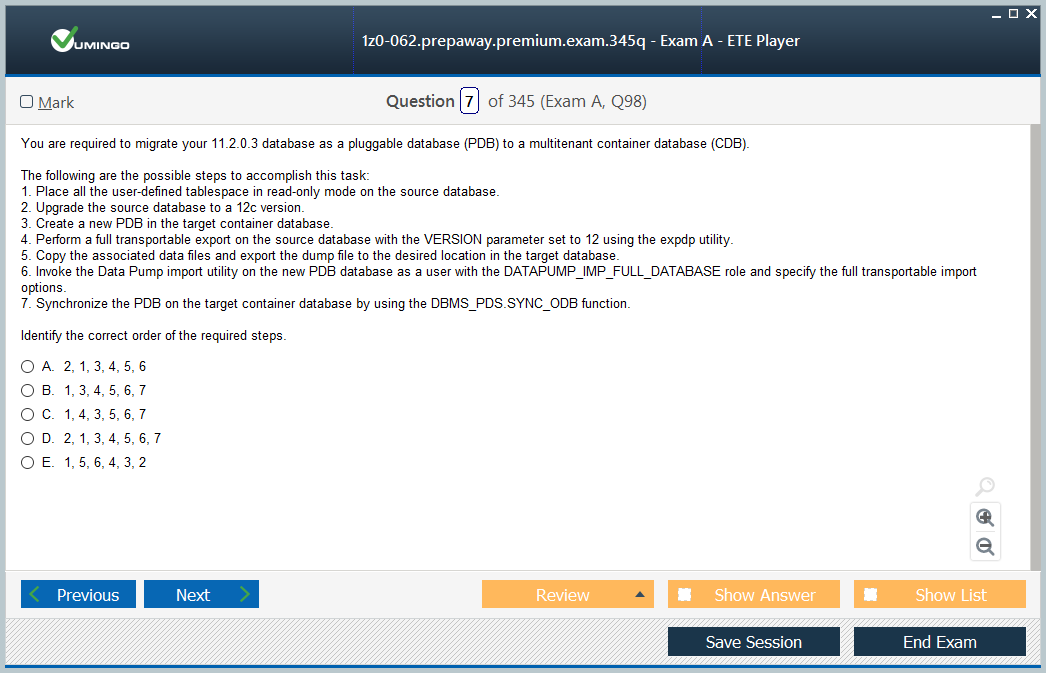 VUMINGO
1z0-062.prepaway.premium.exam.345q - Exam A - ETE Player
Mark
Question 7 of 345 (Exam A, Q98)
You are required to migrate your 11.2.0.3 database as a pluggable database (PDB) to a multitenant container database (CDB).
The following are the possible steps to accomplish this task:
1. Place all the user-defined tablespace in read-only mode on the source database.
2. Upgrade the source database to a 12c version.
3. Create a new PDB in the target container database.
4. Perform a full transportable export on the source database with the VERSION parameter set to 12 using the expdp utility.
5. Copy the associated data files and export the dump file to the desired location in the target database.
6. Invoke the Data Pump import utility on the new PDB database as a user with the DATAPUMP_IMP_FULL_DATABASE role and specify the full transportable import
options.
7. Synchronize the PDB on the target container database by using the DBMS_PDS.SYNC_ODB function.
Identify the correct order of the required steps.
A. 2, 1, 3, 4, 5, 6
B. 1, 3, 4, 5, 6, 7
C. 1, 4, 3, 5, 6, 7
D. 2, 1, 3, 4, 5, 6, 7
E. 1, 5, 6, 4, 3, 2
Previous
Next
Review
Show Answer
Show List
Save Session
End Exam